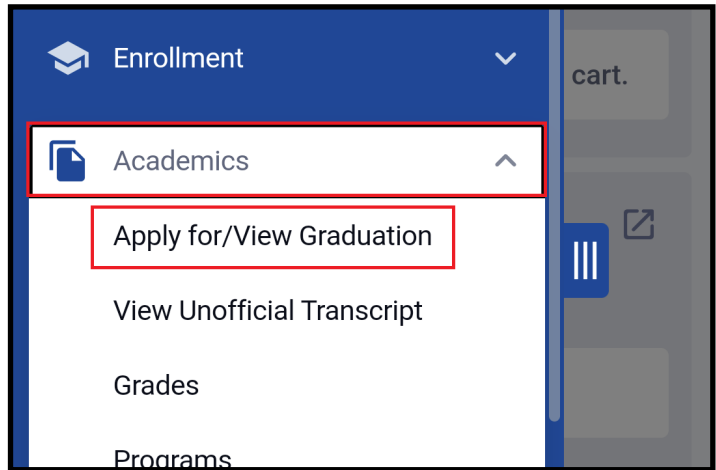 Enrollment
cart.
Academics
Apply for/View Graduation
View Unofficial Transcript
Grades
Programs